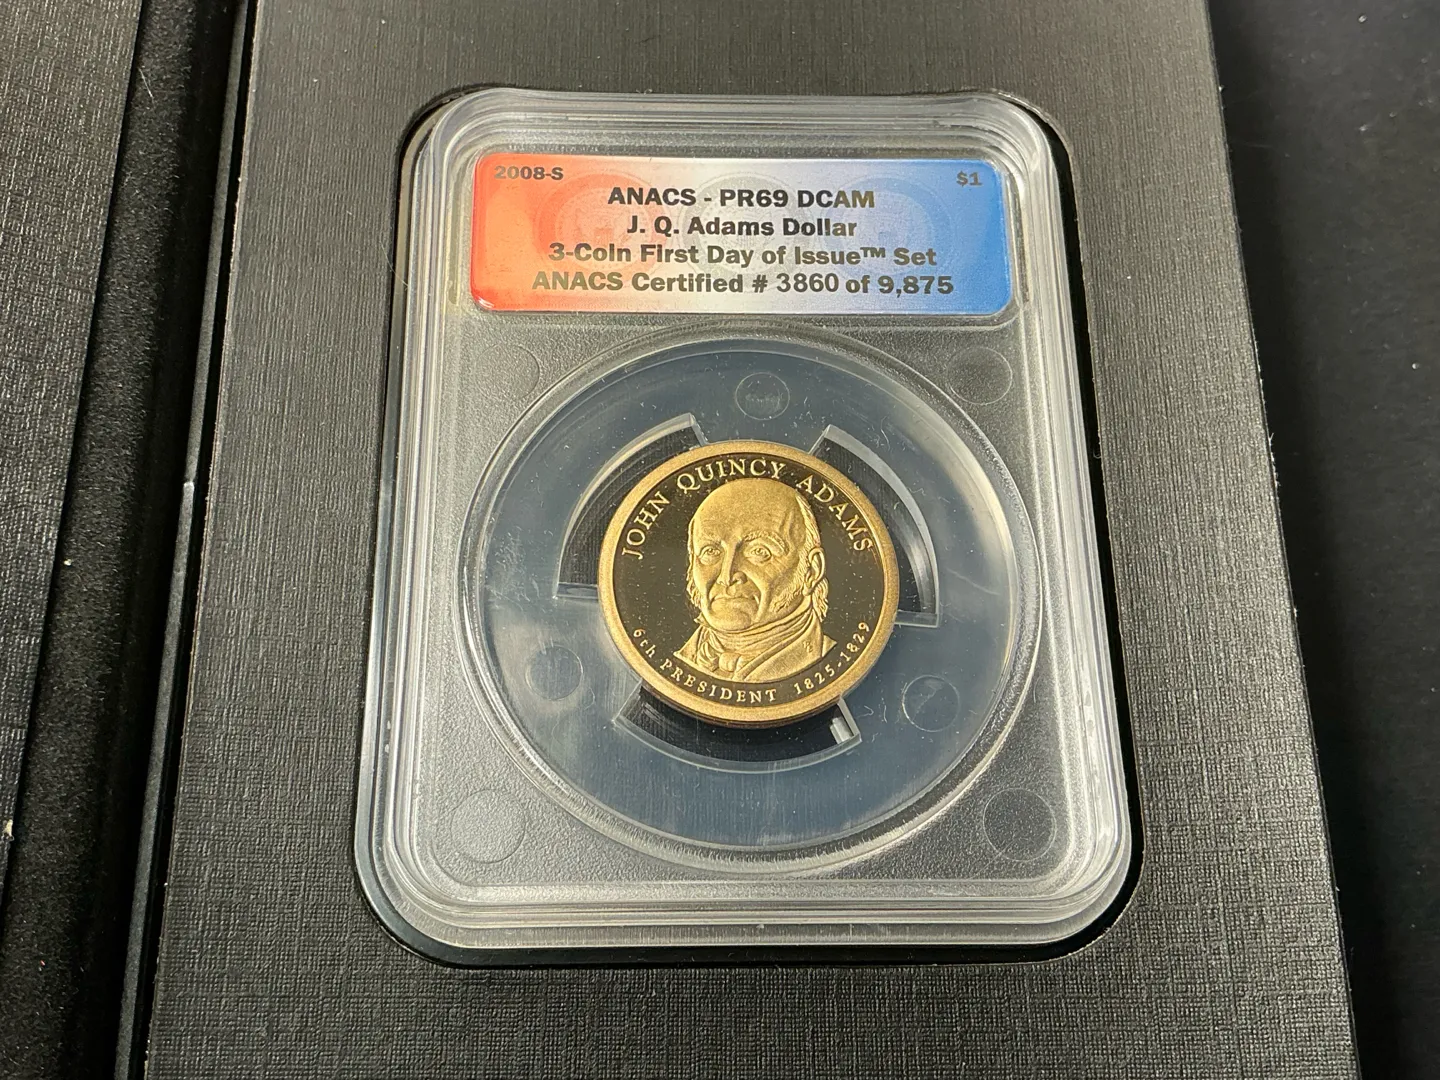 2008-S
$1
ANACS - PR69 DCAM
J. Q. Adams Dollar
3-Coin First Day of Issue™ Set
ANACS Certified # 3860 of 9,875
JOHN QUINCY ADAMS
6th PRESIDENT 1825-1829